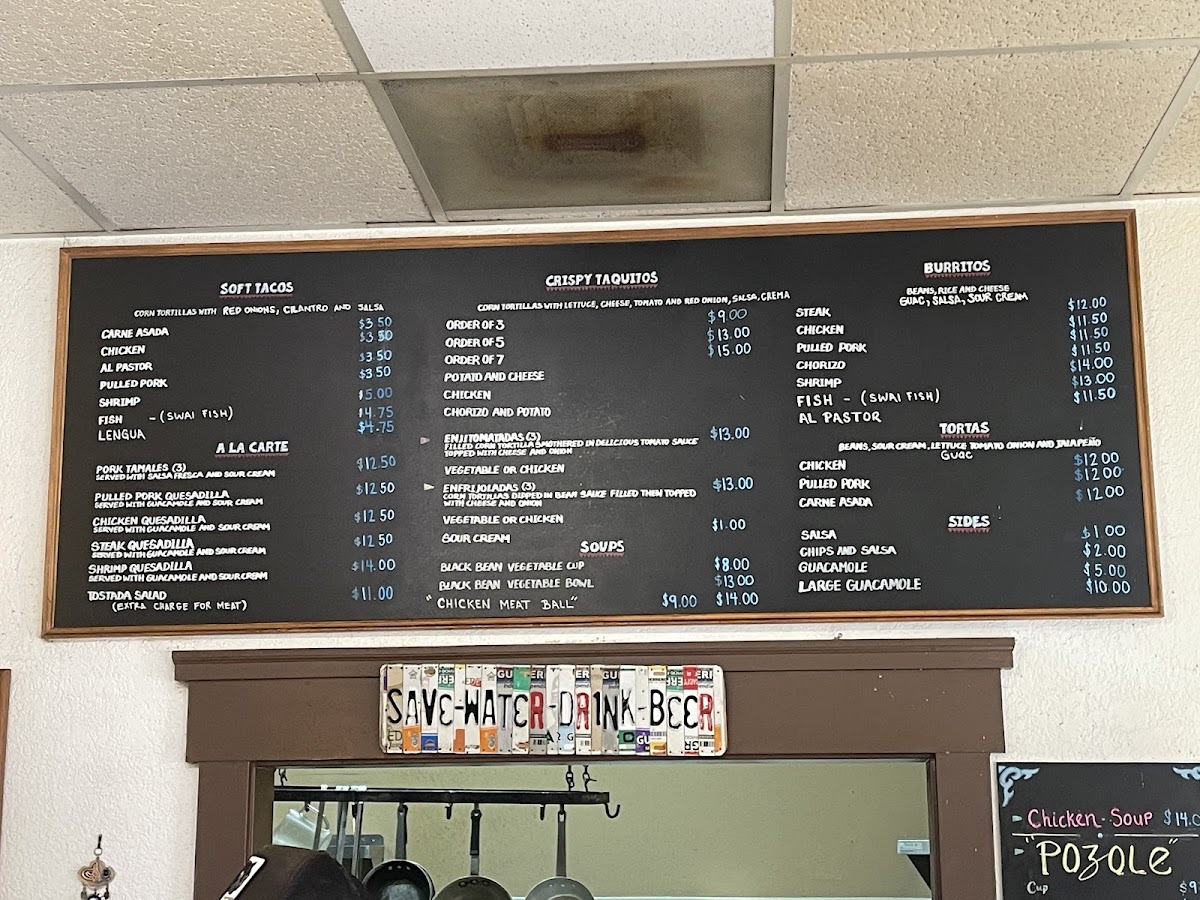 SOFT TACOS
CORN TORTILLAS WITH RED ONIONS, CILANTRO AND SALSA
CARNE ASADA $3.50
CHICKEN $3.50
AL PASTOR $3.50
PULLED PORK $3.50
SHRIMP $5.00
FISH - (SWAI FISH) $4.75
LENGUA $4.75
A LA CARTE
PORK TAMALES (3) $12.50
SERVED WITH SALSA FRESCA AND SOUR CREAM
PULLED PORK QUESADILLA $12.50
SERVED WITH GUACAMOLE AND SOUR CREAM
CHICKEN QUESADILLA $12.50
SERVED WITH GUACAMOLE AND SOUR CREAM
STEAK QUESADILLA $12.50
SERVED WITH GUACAMOLE AND SOUR CREAM
SHRIMP QUESADILLA $14.00
SERVED WITH GUACAMOLE AND SOUR CREAM
TOSTADA SALAD $11.00
(EXTRA CHARGE FOR MEAT)
CRISPY TAQUITOS
CORN TORTILLAS WITH LETTUCE, CHEESE, TOMATO AND RED ONION, SALSA, CREMA
ORDER OF 3 $9.00
ORDER OF 5 $13.00
ORDER OF 7 $15.00
POTATO AND CHEESE
CHICKEN
CHORIZO AND POTATO
ENJITOMATADAS (3) $13.00
FILLED CORN TORTILLA SMOTHERED IN DELICIOUS TOMATO SAUCE
TOPPED WITH CHEESE AND ONION
VEGETABLE OR CHICKEN
ENFRIJOLADAS (3) $13.00
CORN TORTILLAS DIPPED IN BEAN SAUCE FILLED THEN TOPPED
WITH CHEESE AND ONION
VEGETABLE OR CHICKEN
SOUR CREAM $1.00
SOUPS
BLACK BEAN VEGETABLE CUP $8.00
BLACK BEAN VEGETABLE BOWL $13.00
"CHICKEN MEAT BALL" $9.00 $14.00
BURRITOS
BEANS, RICE AND CHEESE
GUAC, SALSA, SOUR CREAM
STEAK $12.00
CHICKEN $11.50
PULLED PORK $11.50
CHORIZO $11.50
SHRIMP $14.00
FISH - (SWAI FISH) $13.00
AL PASTOR $11.50
TORTAS
BEANS, SOUR CREAM, LETTUCE TOMATO ONION AND JALAPEÑO
GUAC
CHICKEN $12.00
PULLED PORK $12.00
CARNE ASADA $12.00
SIDES
SALSA $1.00
CHIPS AND SALSA $2.00
GUACAMOLE $5.00
LARGE GUACAMOLE $10.00
SAVE-WATER-DRINK-BEER
Chicken-Soup $14.0
"POZOLE"
Cup $9